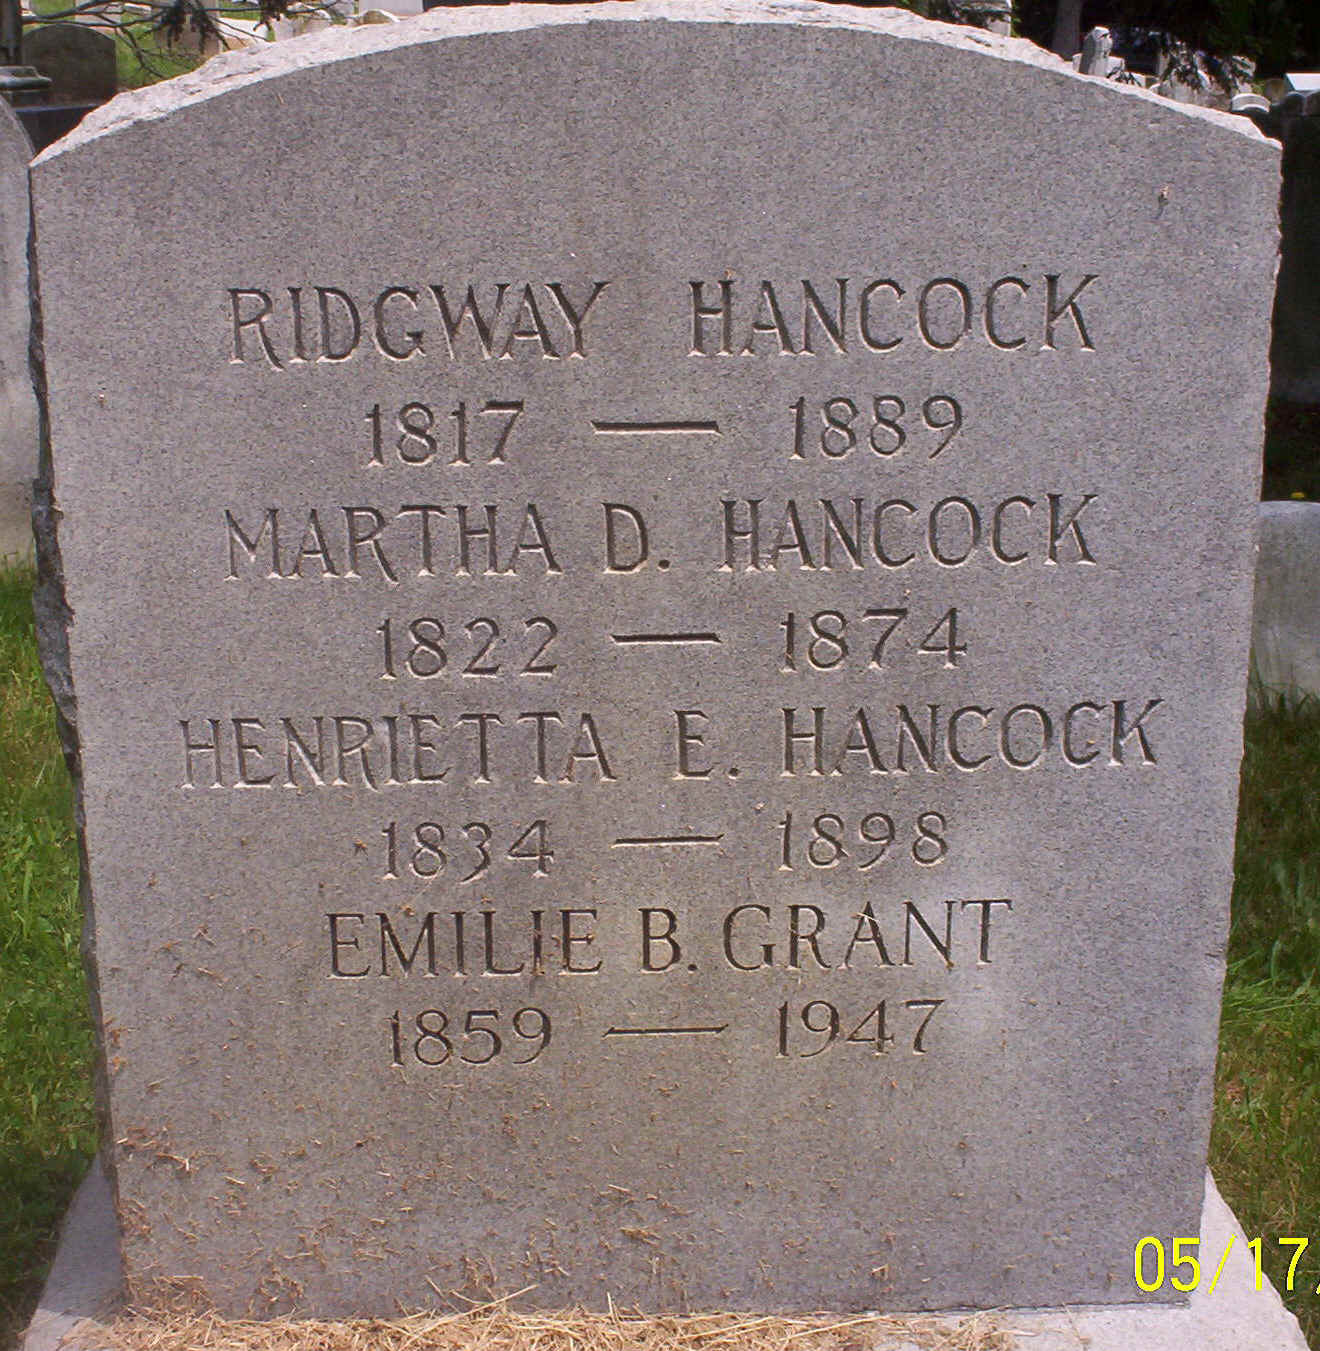 RIDGWAY HANCOCK
1817 — 1889
MARTHA D. HANCOCK
1822 — 1874
HENRIETTA E. HANCOCK
1834 — 1898
EMILIE B. GRANT
1859 — 1947
05/17/